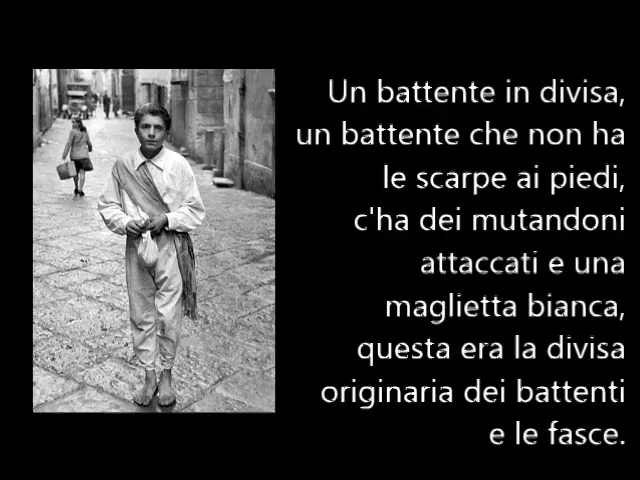 Un battente in divisa,
un battente che non ha
le scarpe ai piedi,
c'ha dei mutandoni
attaccati e una
maglietta bianca,
questa era la divisa
originaria dei battenti
e le fasce.